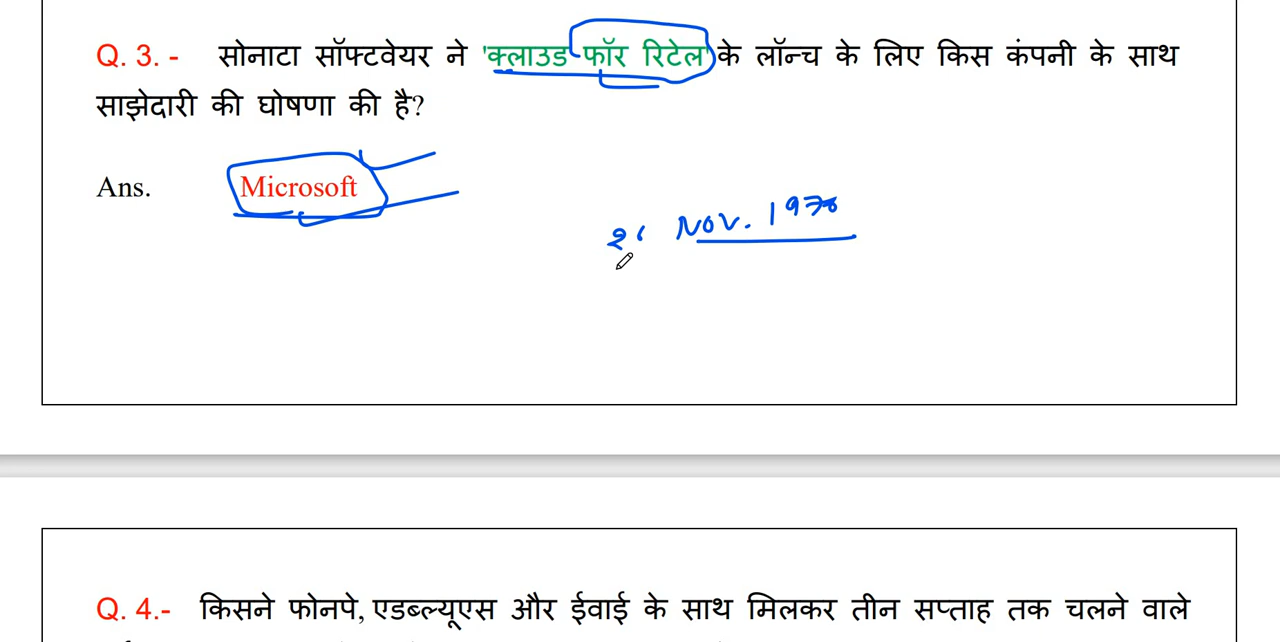 Q. 3. - सोनाटा सॉफ्टवेयर ने 'क्लाउड फॉर रिटेल' के लॉन्च के लिए किस कंपनी के साथ
साझेदारी की घोषणा की है?
Ans. Microsoft
Nov.
Q. 4.- किसने फोनपे, एडब्ल्यूएस और ईवाई के साथ मिलकर तीन सप्ताह तक चलने वाले